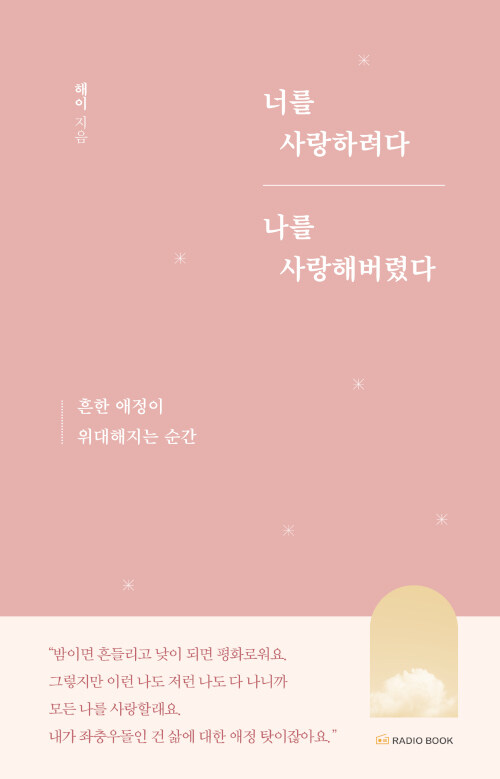 해이 지음
너를
사랑하려다
나를
사랑해버렸다
흔한 애정이
위대해지는 순간
“밤이면 흔들리고 낮이 되면 평화로워요.
그렇지만 이런 나도 저런 나도 다 나니까
모든 나를 사랑할래요.
내가 좌충우돌인 건 삶에 대한 애정 탓이잖아요.”
RADIO BOOK